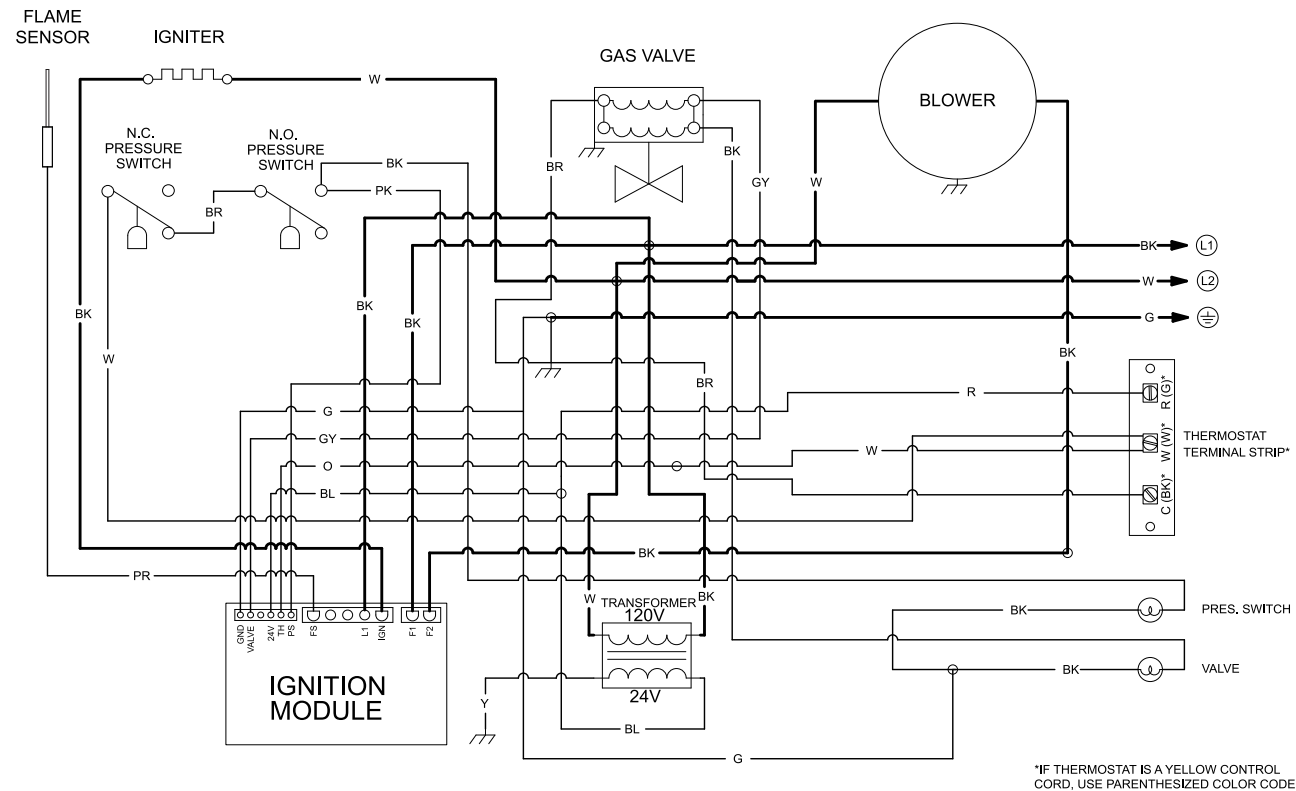 FLAME
SENSOR
IGNITER
GAS VALVE
BLOWER
W
N.C.
PRESSURE
SWITCH
N.O.
PRESSURE
SWITCH
BK
PK
BR
BR
BK
GY
W
BK
L1
W
L2
G
BK
BK
BK
W
BK
BR
R
R (G)*
G
GY
O
BL
W
W (W)*
THERMOSTAT
TERMINAL STRIP*
C (BK)*
BK
PR
W
TRANSFORMER
120V
BK
BK
PRES. SWITCH
GND
VALVE
24V
TH
PS
FS
L1
IGN
F1
F2
IGNITION
MODULE
24V
Y
BL
BK
VALVE
G
*IF THERMOSTAT IS A YELLOW CONTROL
CORD, USE PARENTHESIZED COLOR CODE